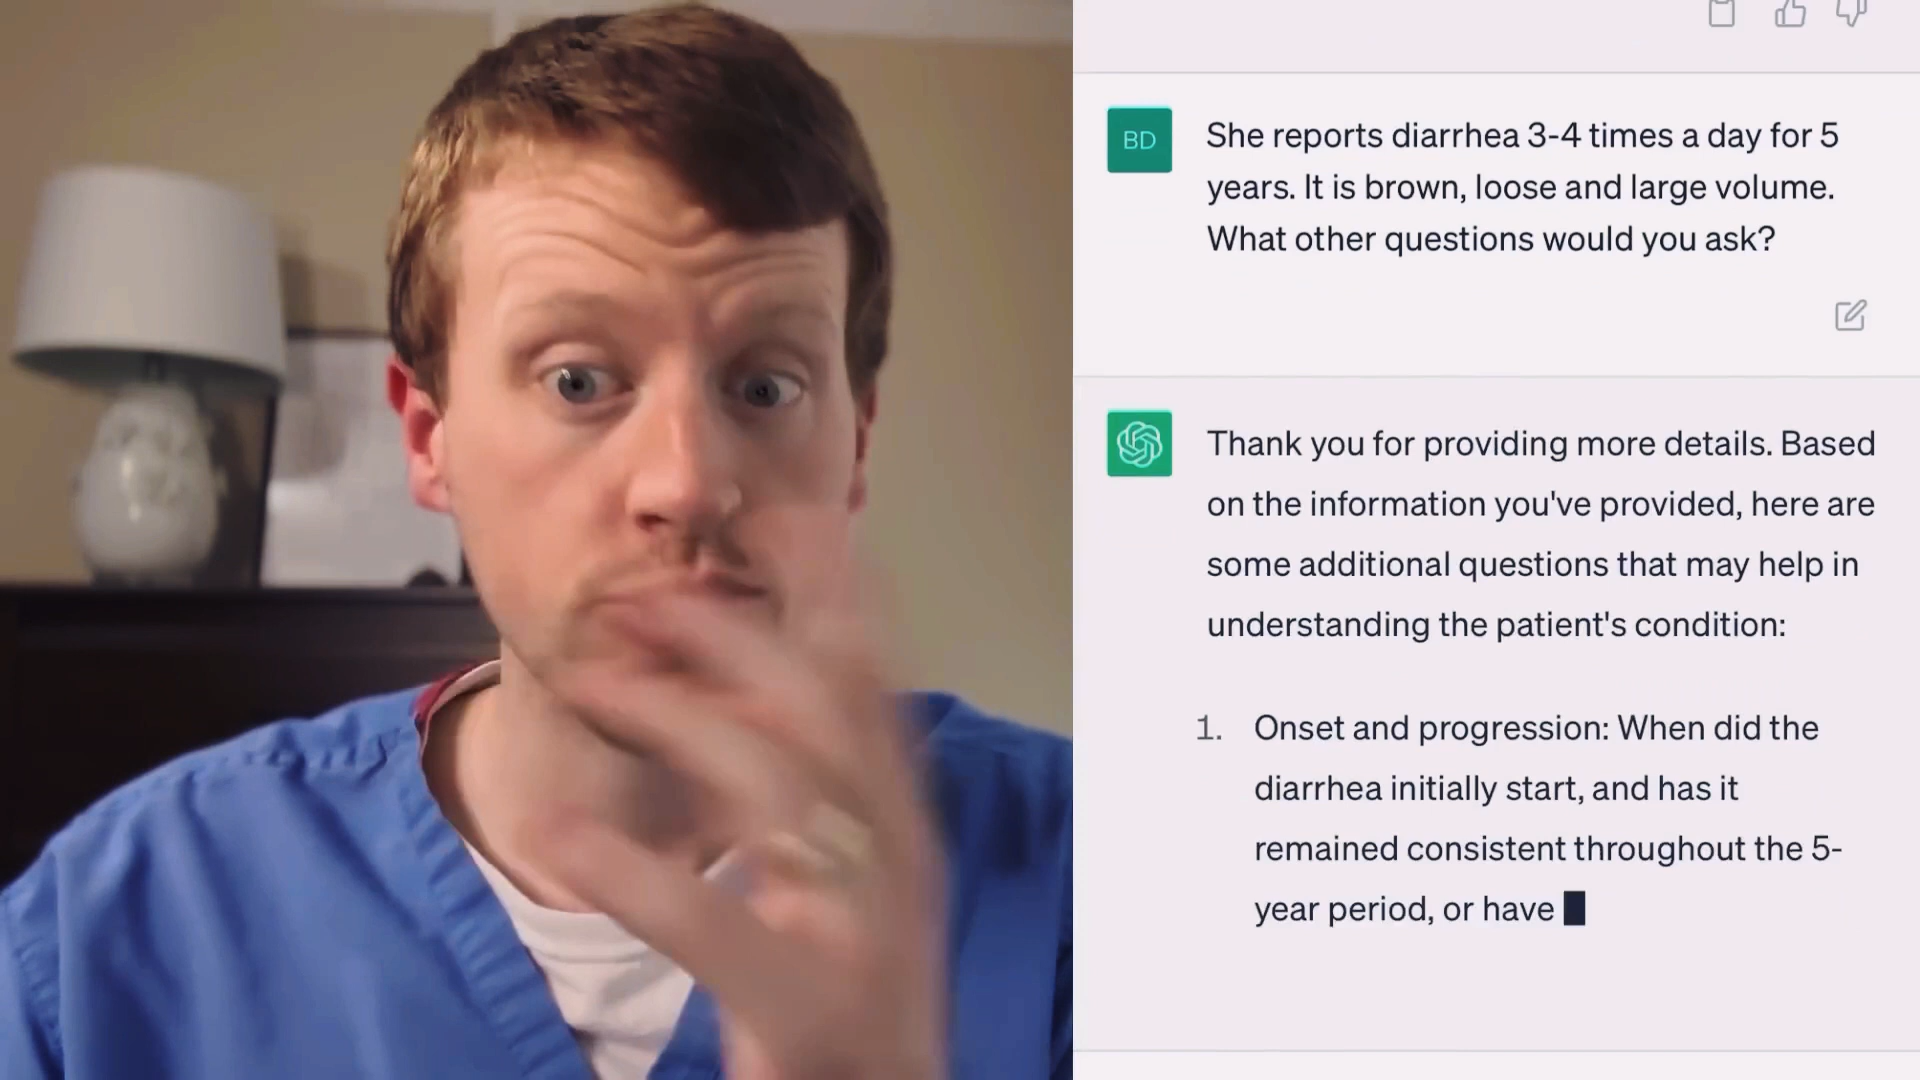 BD
She reports diarrhea 3-4 times a day for 5
years. It is brown, loose and large volume.
What other questions would you ask?
Thank you for providing more details. Based
on the information you've provided, here are
some additional questions that may help in
understanding the patient's condition:
1. Onset and progression: When did the
diarrhea initially start, and has it
remained consistent throughout the 5-
year period, or have